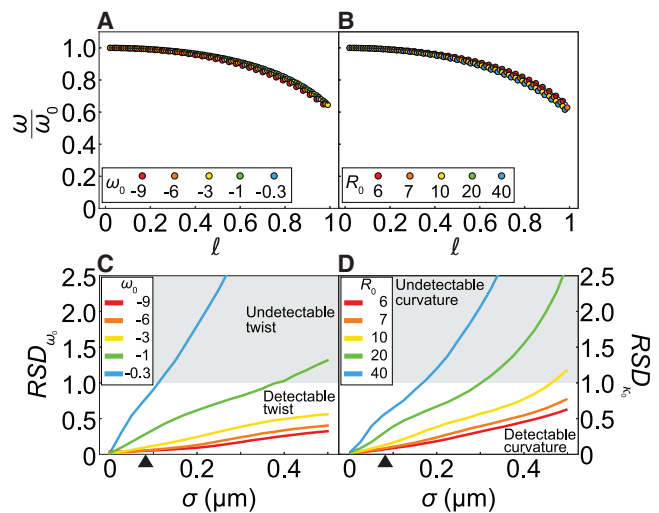 A
B
ω/ω₀
1.0
0.8
0.6
0.4
0.2
0
ω₀ -9 -6 -3 -1 -0.3
R₀ 6 7 10 20 40
0 0.2 0.4 0.6 0.8 1 0 0.2 0.4 0.6 0.8 1
ℓ ℓ
C
D
RSD_ω₀
2.5
2.0
1.5
1.0
0.5
0
ω₀
-9
-6
-3
-1
-0.3
Undetectable
twist
Detectable
twist
R₀
6
7
10
20
40
Undetectable
curvature
Detectable
curvature
2.5
2.0
1.5
1.0
0.5
0
RSD_κ₀
0 0.2 0.4 0 0.2 0.4
σ (μm) σ (μm)